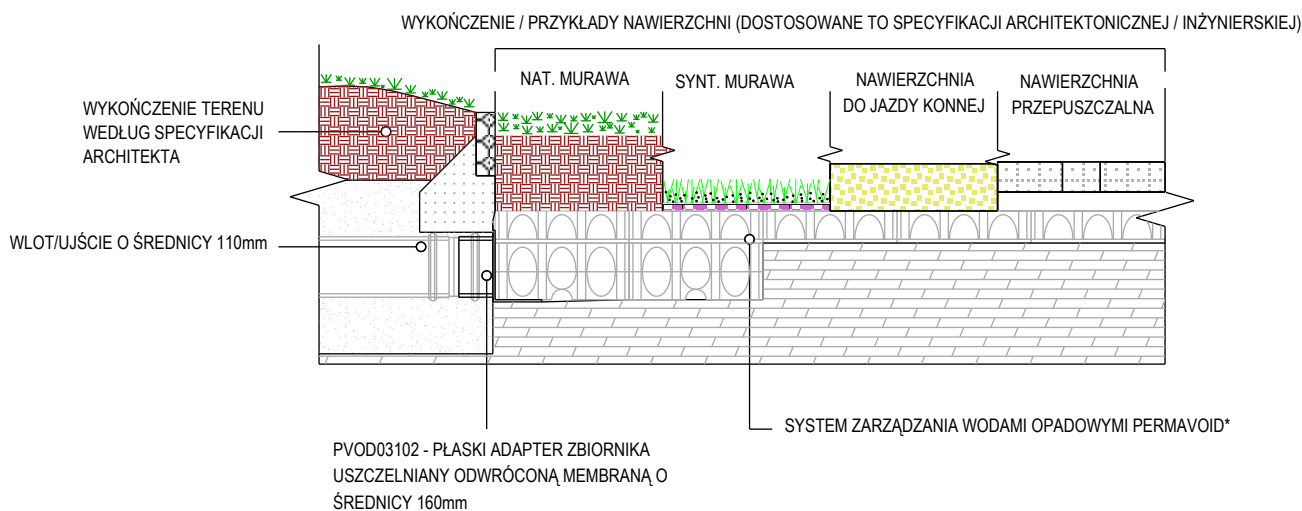 WYKOŃCZENIE / PRZYKŁADY NAWIERZCHNI (DOSTOSOWANE TO SPECYFIKACJI ARCHITEKTONICZNEJ / INŻYNIERSKIEJ)
NAT. MURAWA
SYNT. MURAWA
NAWIERZCHNIA
DO JAZDY KONNEJ
NAWIERZCHNIA
PRZEPUSZCZALNA
WYKOŃCZENIE TERENU
WEDŁUG SPECYFIKACJI
ARCHITEKTA
WLOT/UJŚCIE O ŚREDNICY 110mm
SYSTEM ZARZĄDZANIA WODAMI OPADOWYMI PERMAVOID*
PVOD03102 - PŁASKI ADAPTER ZBIORNIKA
USZCZELNIANY ODWRÓCONĄ MEMBRANĄ O
ŚREDNICY 160mm